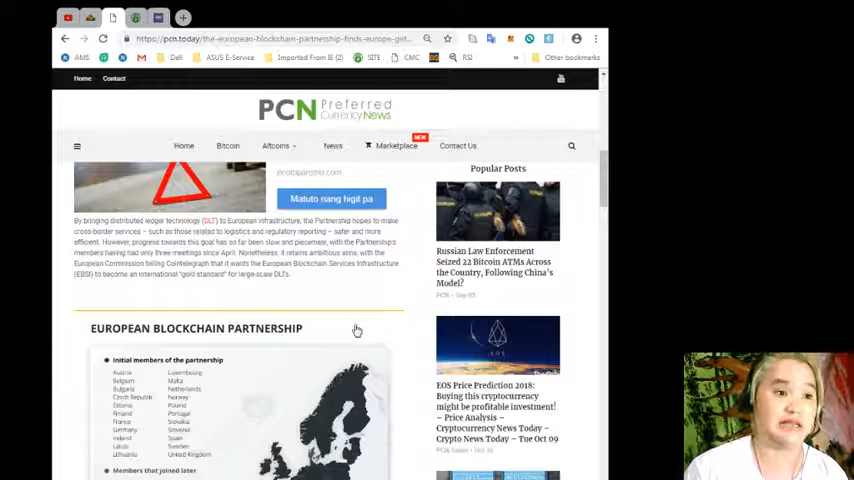 https://pcn.today/the-european-blockchain-partnership-finds-europe-get...
AMS
Dell
ASUS E-Service
Imported From IE (2)
SITE
CMC
RSI
»
Other bookmarks
Home
Contact
PCN Preferred
CurrencyNews
Home
Bitcoin
Altcoins
News
NEW
Marketplace
Contact Us
Matuto nang higit pa
By bringing distributed ledger technology (DLT) to European infrastructure, the Partnership hopes to make
cross-border services – such as those related to logistics and regulatory reporting – safer and more
efficient. However, progress towards this goal has so far been slow and piecemeal, with the Partnership's
members having had only three meetings since April. Nonetheless, it retains ambitious aims, with the
European Commission telling Cointelegraph that it wants the European Blockchain Services Infrastructure
(EBSI) to become an international "gold standard" for large-scale DLTs.
EUROPEAN BLOCKCHAIN PARTNERSHIP
Initial members of the partnership
Austria
Belgium
Bulgaria
Czech Republic
Estonia
Finland
France
Germany
Ireland
Latvia
Lithuania
Luxembourg
Malta
Netherlands
Norway
Poland
Portugal
Slovakia
Slovenia
Spain
Sweden
United Kingdom
Members that joined later
Popular Posts
Russian Law Enforcement
Seized 22 Bitcoin ATMs Across
the Country, Following China's
Model?
EOS Price Prediction 2018:
Buying this cryptocurrency
might be profitable investment!
– Price Analysis –
Cryptocurrency News Today –
Crypto News Today – Tue Oct 09